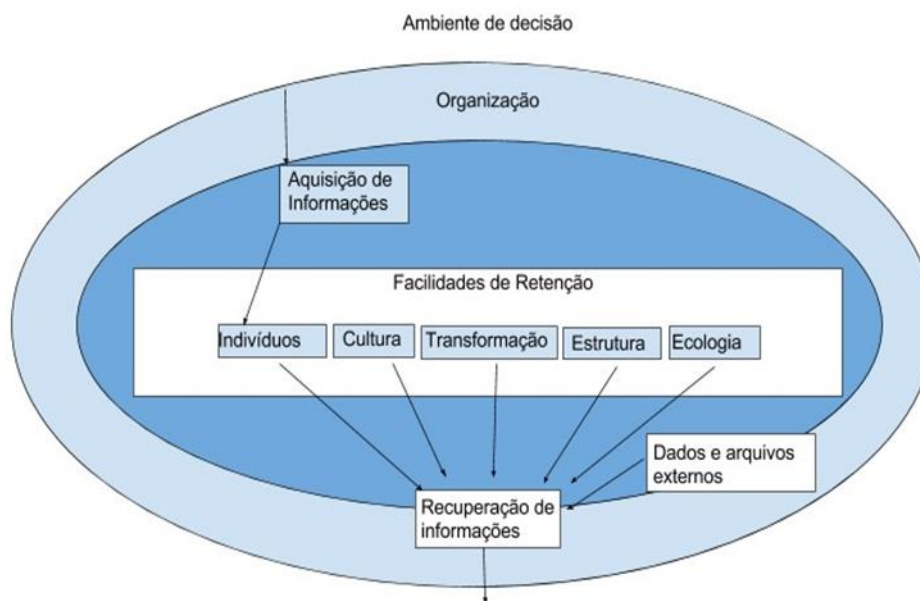 Ambiente de decisão
Organização
Aquisição de
Informações
Facilidades de Retenção
Indivíduos
Cultura
Transformação
Estrutura
Ecologia
Dados e arquivos
externos
Recuperação de
informações